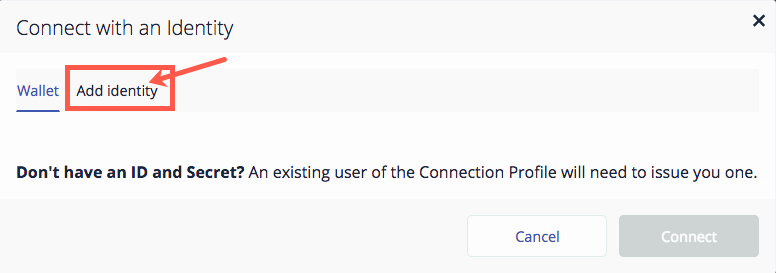 Connect with an Identity
Wallet Add identity
Don't have an ID and Secret? An existing user of the Connection Profile will need to issue you one.
Cancel Connect